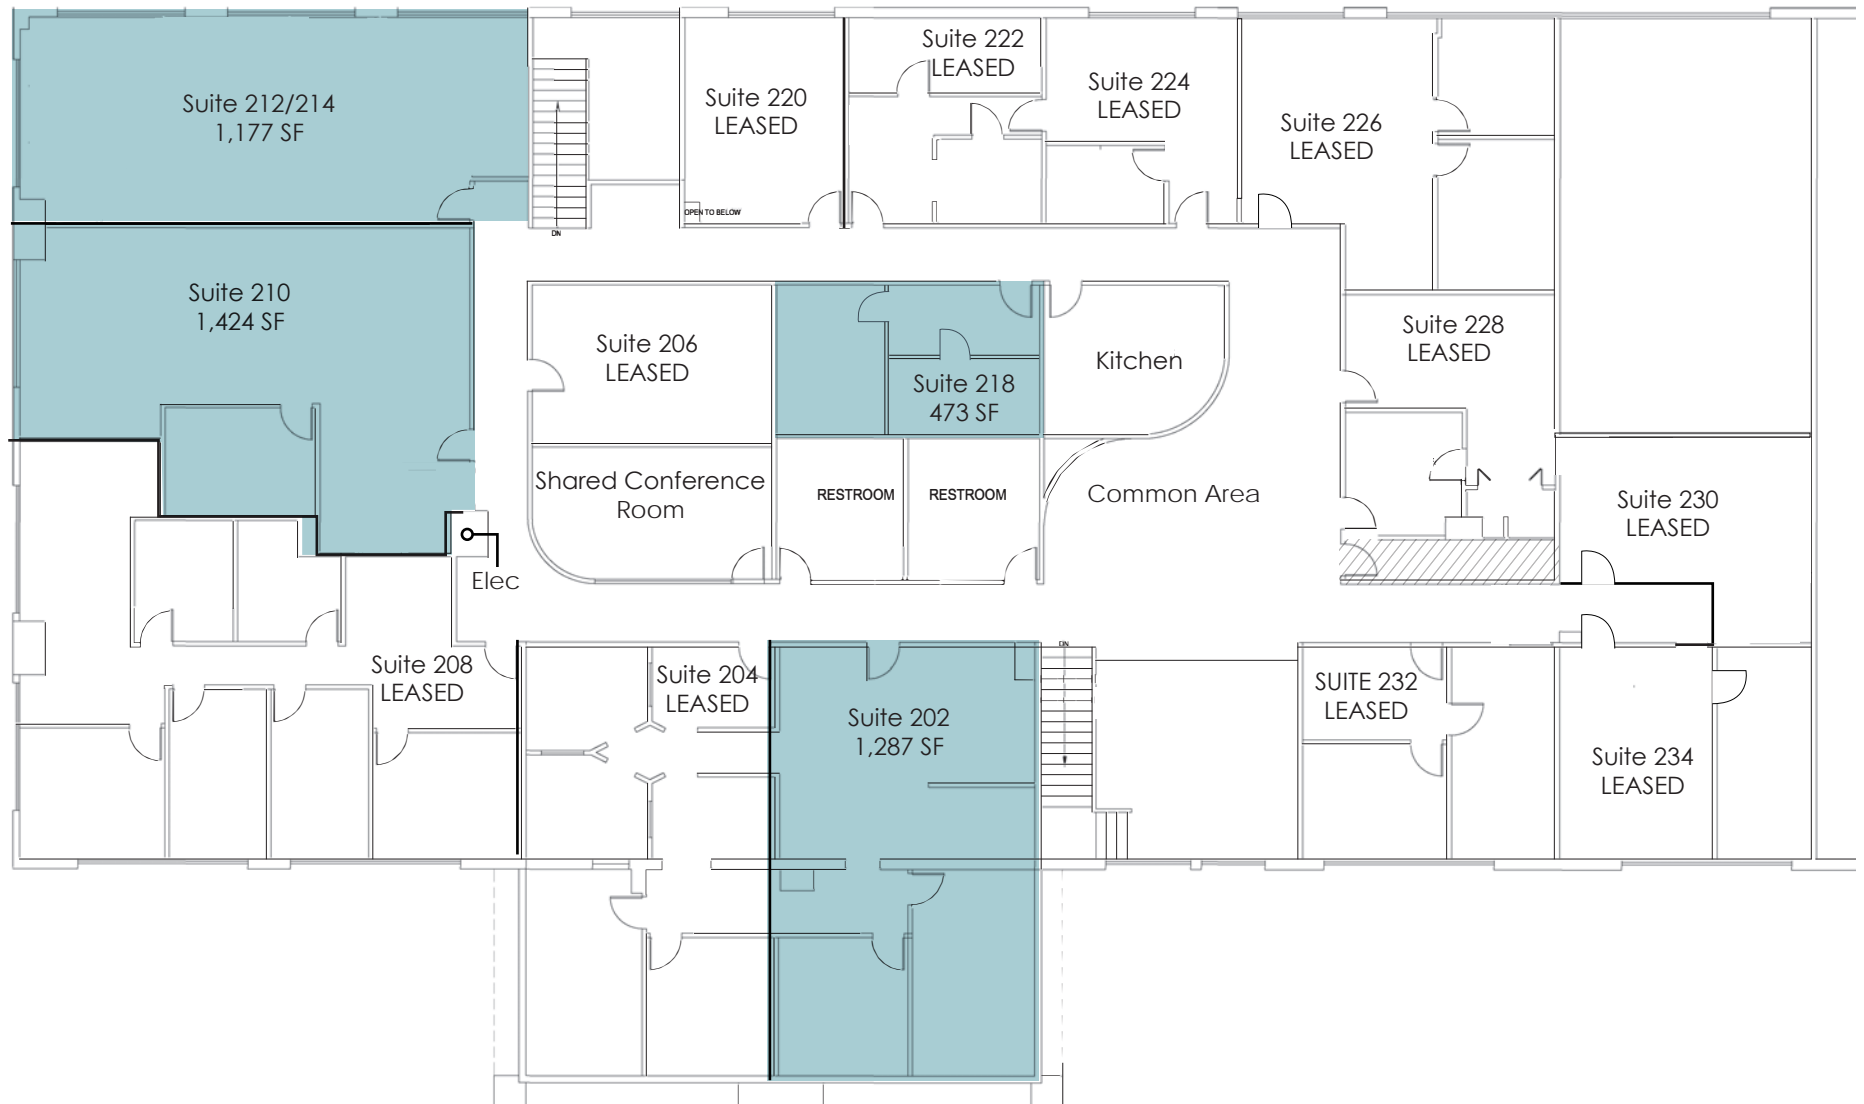 Suite 222
LEASED
Suite 212/214
1,177 SF
Suite 220
LEASED
Suite 224
LEASED
Suite 226
LEASED
OPEN TO BELOW
DN
Suite 210
1,424 SF
Suite 206
LEASED
Suite 218
473 SF
Kitchen
Suite 228
LEASED
Shared Conference
Room
RESTROOM
RESTROOM
Common Area
Suite 230
LEASED
Elec
Suite 208
LEASED
Suite 204
LEASED
DN
Suite 202
1,287 SF
SUITE 232
LEASED
Suite 234
LEASED